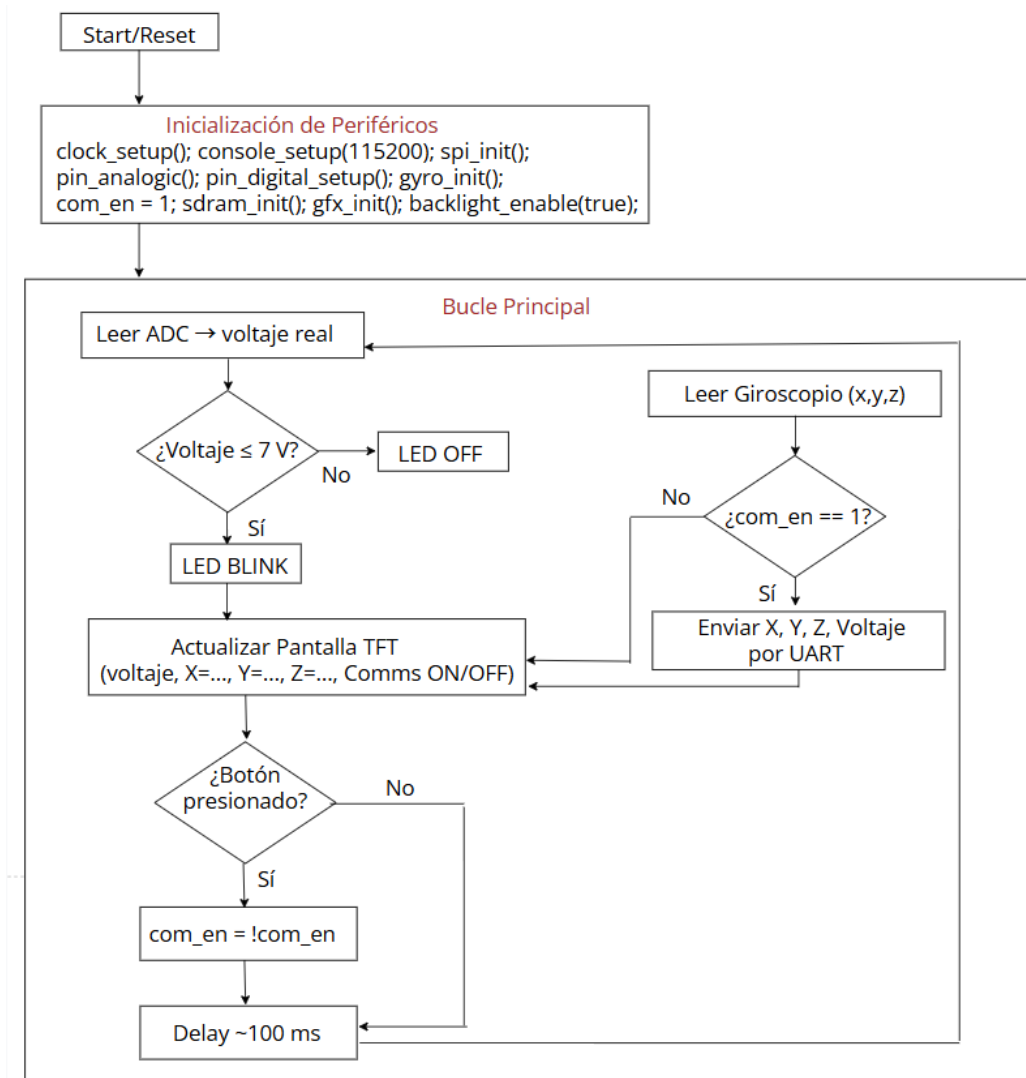 Start/Reset
Inicialización de Periféricos
clock_setup(); console_setup(115200); spi_init();
pin_analogic(); pin_digital_setup(); gyro_init();
com_en = 1; sdram_init(); gfx_init(); backlight_enable(true);
Bucle Principal
Leer ADC → voltaje real
¿Voltaje ≤ 7 V?
No
LED OFF
Sí
LED BLINK
Leer Giroscopio (x,y,z)
¿com_en == 1?
No
Sí
Enviar X, Y, Z, Voltaje
por UART
Actualizar Pantalla TFT
(voltaje, X=..., Y=..., Z=..., Comms ON/OFF)
¿Botón
presionado?
No
Sí
com_en = !com_en
Delay ~100 ms